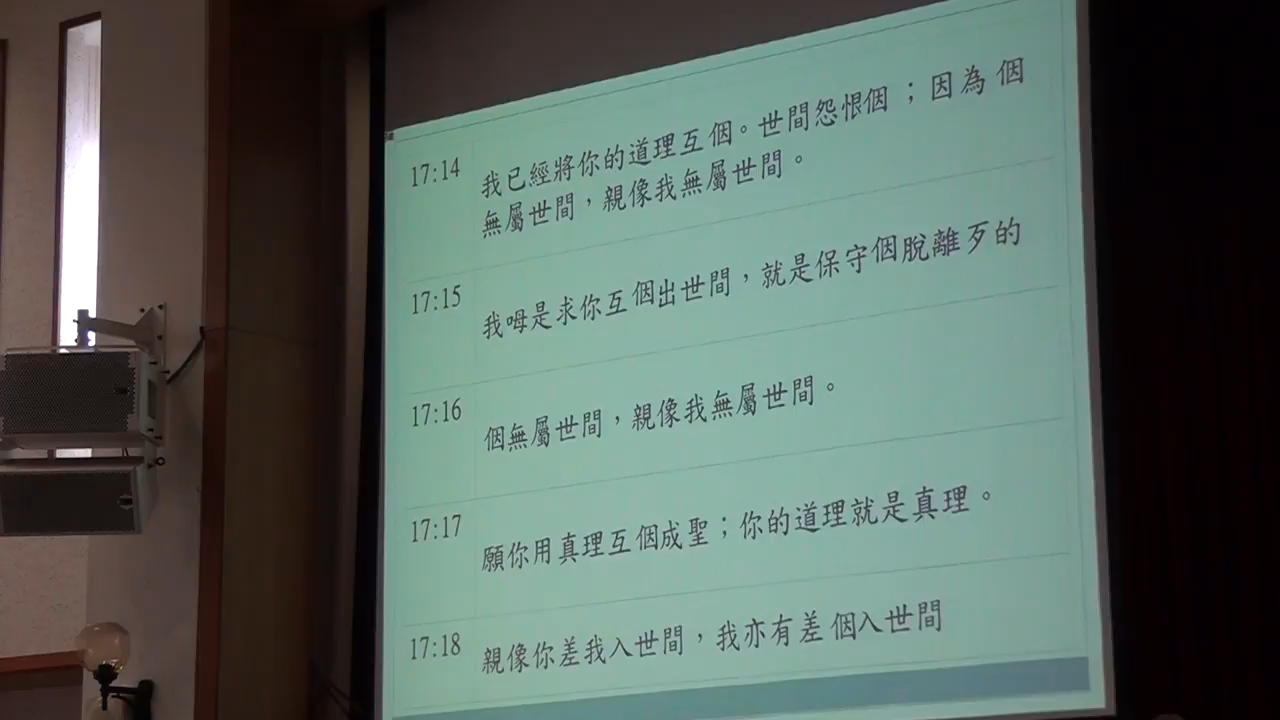 17:14 我已經將你的道理互個。世間怨恨個；因為個
無屬世間，親像我無屬世間。
17:15 我呣是求你互個出世間，就是保守個脫離歹的
17:16 個無屬世間，親像我無屬世間。
17:17 願你用真理互個成聖；你的道理就是真理。
17:18 親像你差我入世間，我亦有差個入世間